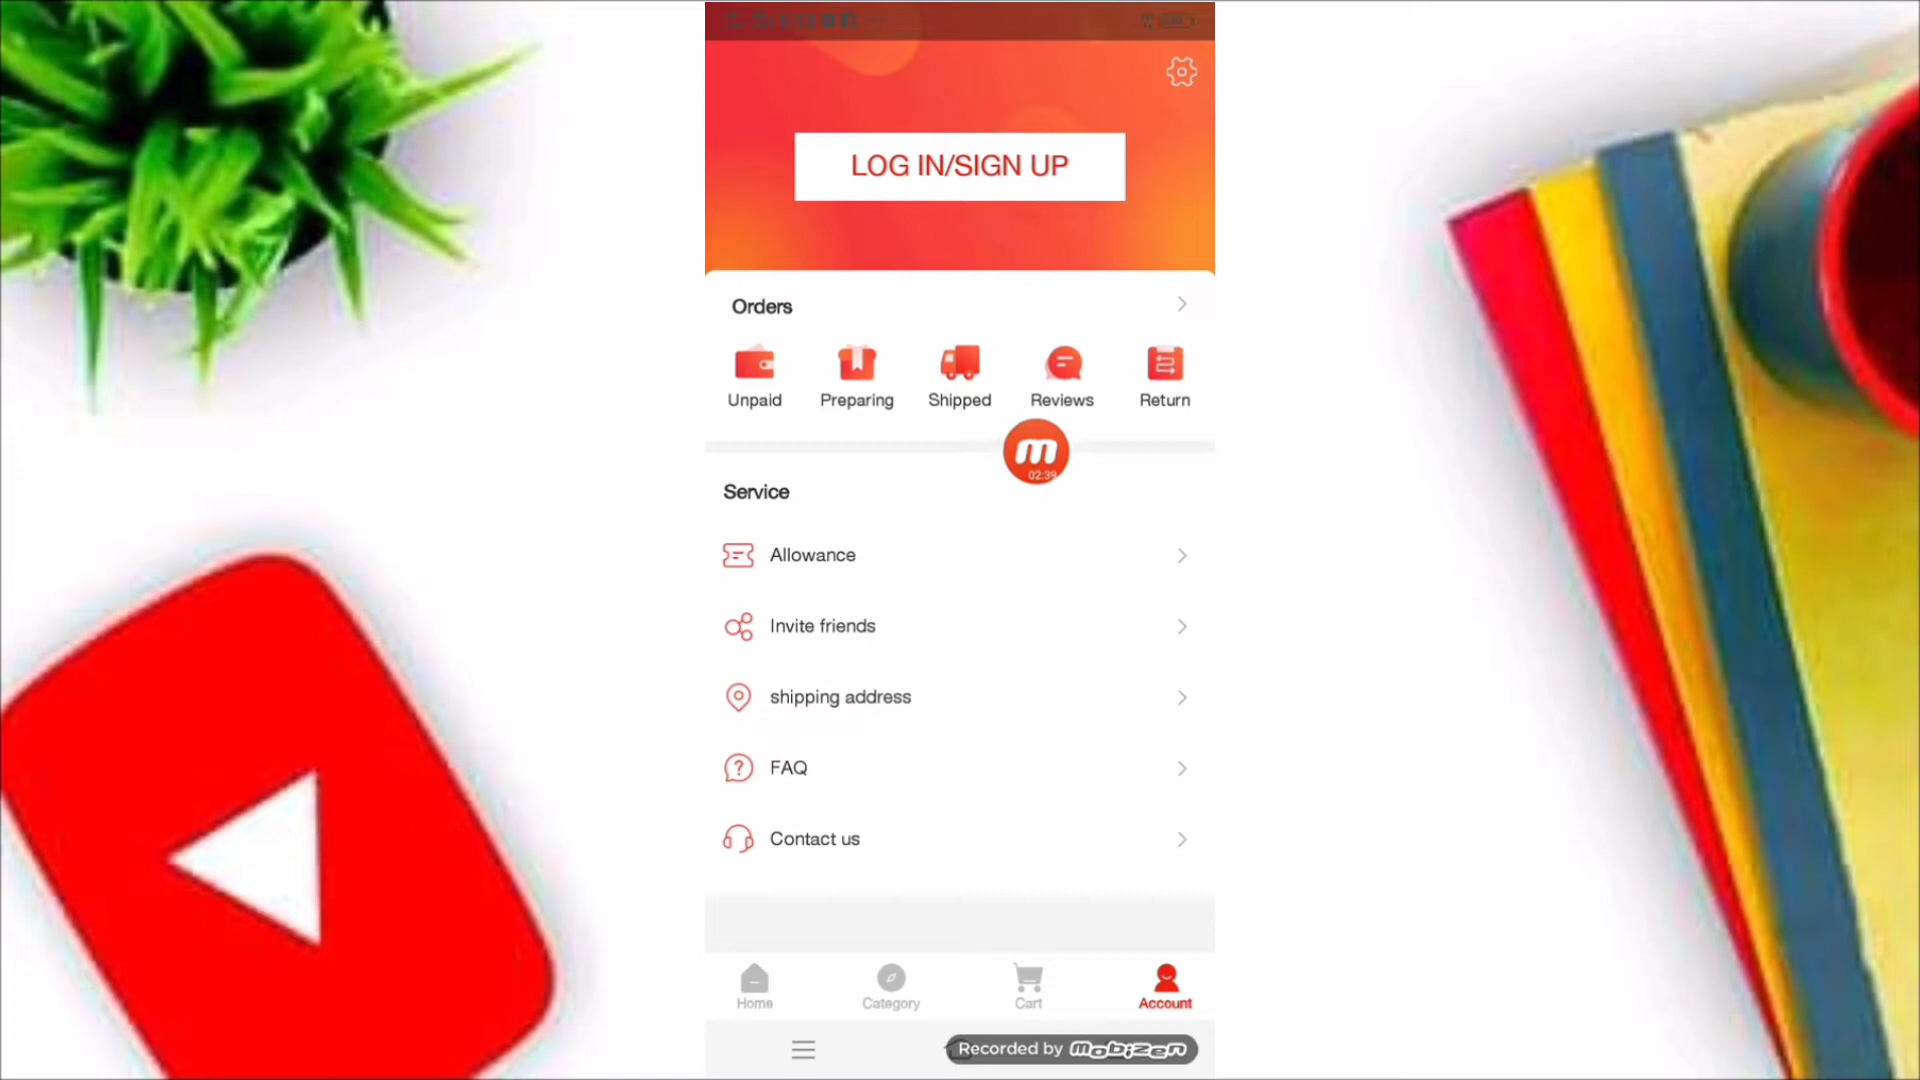 LOG IN/SIGN UP
Orders
Unpaid Preparing Shipped Reviews Return
m
02:39
Service
Allowance
Invite friends
shipping address
FAQ
Contact us
Home Category Cart Account
Recorded by mobizen